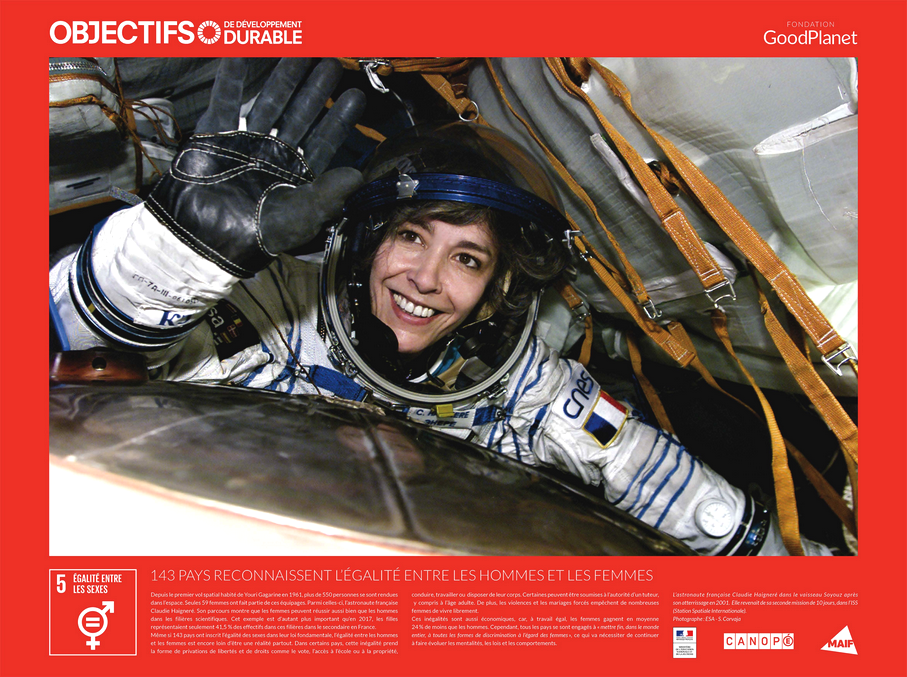 OBJECTIFS
DE DÉVELOPPEMENT
DURABLE
FONDATION
GoodPlanet
esa
cnes
5 ÉGALITÉ ENTRE
LES SEXES
143 PAYS RECONNAISSENT L'ÉGALITÉ ENTRE LES HOMMES ET LES FEMMES
Depuis le premier vol spatial habité de Youri Gagarine en 1961, plus de 550 personnes se sont rendues
dans l'espace. Seules 59 femmes ont fait partie de ces équipages. Parmi celles-ci, l'astronaute française
Claudie Haigneré. Son parcours montre que les femmes peuvent réussir aussi bien que les hommes
dans les filières scientifiques. Cet exemple est d'autant plus important qu'en 2017, les filles
représentaient seulement 41,5 % des effectifs dans ces filières dans le secondaire en France.
Même si 143 pays ont inscrit l'égalité des sexes dans leur loi fondamentale, l'égalité entre les hommes
et les femmes est encore loin d'être une réalité partout. Dans certains pays, cette inégalité prend
la forme de privations de libertés et de droits comme le vote, l'accès à l'école ou à la propriété,
conduire, travailler ou disposer de leur corps. Certaines peuvent être soumises à l'autorité d'un tuteur,
y compris à l'âge adulte. De plus, les violences et les mariages forcés empêchent de nombreuses
femmes de vivre librement.
Ces inégalités sont aussi économiques, car, à travail égal, les femmes gagnent en moyenne
24 % de moins que les hommes. Cependant, tous les pays se sont engagés à « mettre fin, dans le monde
entier, à toutes les formes de discrimination à l'égard des femmes », ce qui va nécessiter de continuer
à faire évoluer les mentalités, les lois et les comportements.
L'astronaute française Claudie Haigneré dans le vaisseau Soyouz après
son atterrissage en 2001. Elle revenait de sa seconde mission de 10 jours, dans l'ISS
(Station Spatiale Internationale).
Photographe : ESA - S. Corvaja
CANOPÉ
MAIF